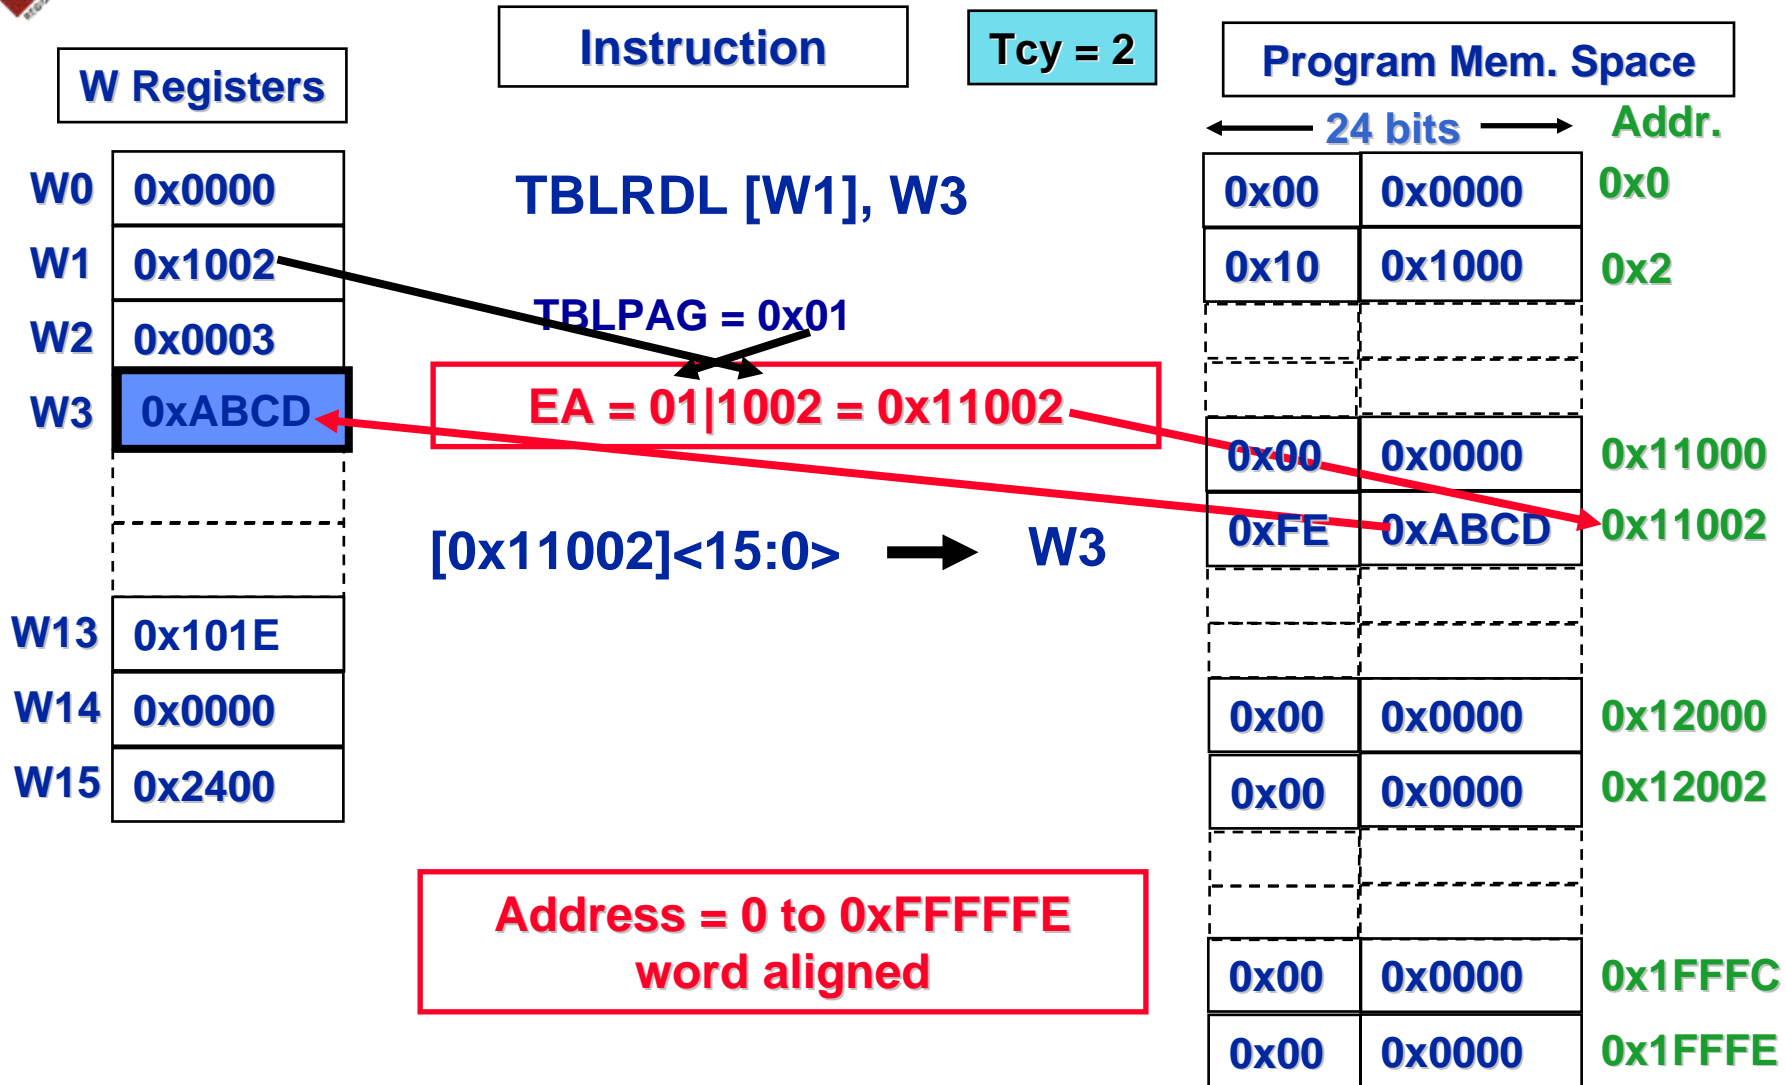 Instruction
Tcy = 2
W Registers
Program Mem. Space
24 bits
Addr.
W0 0x0000
W1 0x1002
W2 0x0003
W3 0xABCD
W13 0x101E
W14 0x0000
W15 0x2400
TBLRDL [W1], W3
TBLPAG = 0x01
EA = 01|1002 = 0x11002
[0x11002]<15:0> W3
Address = 0 to 0xFFFFFE
word aligned
0x00 0x0000 0x0
0x10 0x1000 0x2
0x00 0x0000 0x11000
0xFE 0xABCD 0x11002
0x00 0x0000 0x12000
0x00 0x0000 0x12002
0x00 0x0000 0x1FFFC
0x00 0x0000 0x1FFFE